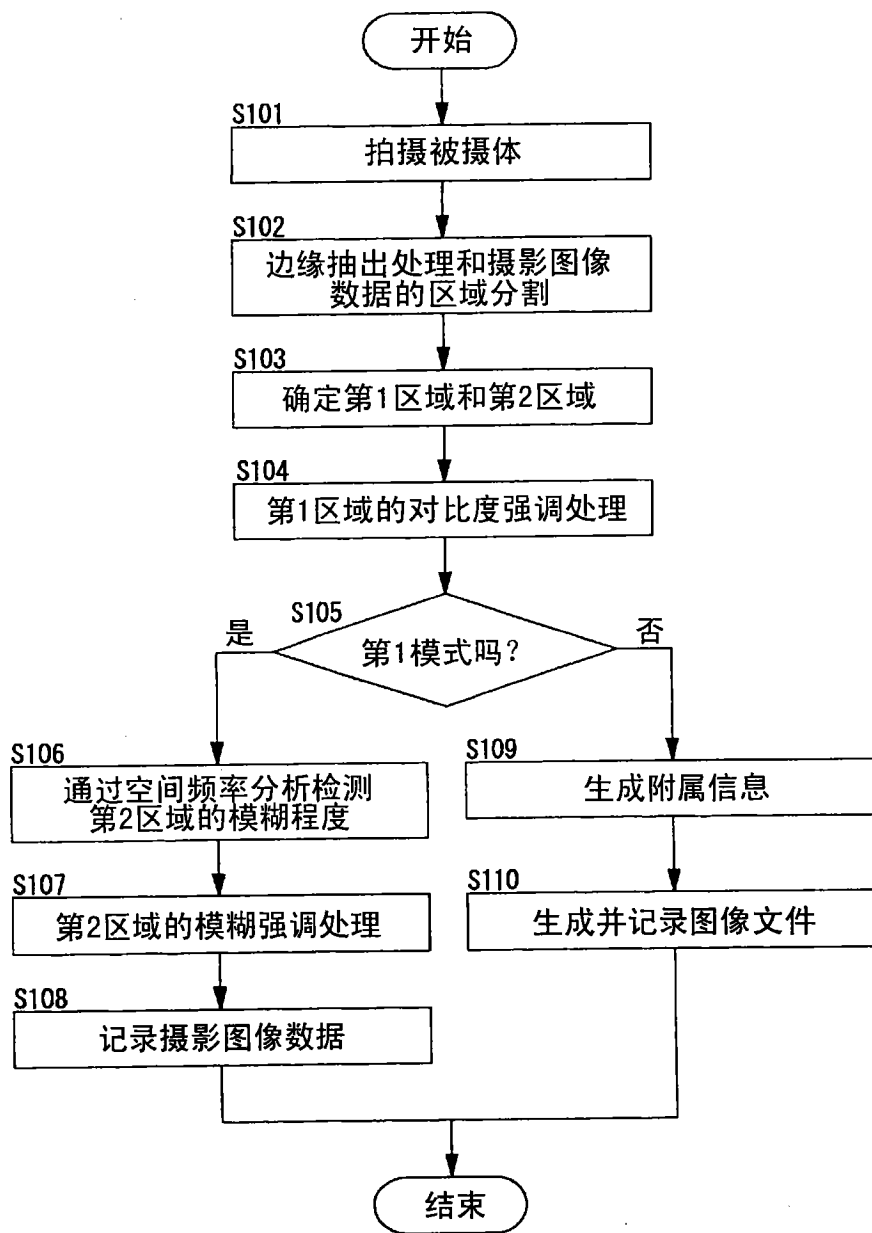 开始
S101
拍摄被摄体
S102
边缘抽出处理和摄影图像
数据的区域分割
S103
确定第1区域和第2区域
S104
第1区域的对比度强调处理
S105
第1模式吗?
是
否
S106
通过空间频率分析检测
第2区域的模糊程度
S107
第2区域的模糊强调处理
S108
记录摄影图像数据
S109
生成附属信息
S110
生成并记录图像文件
结束